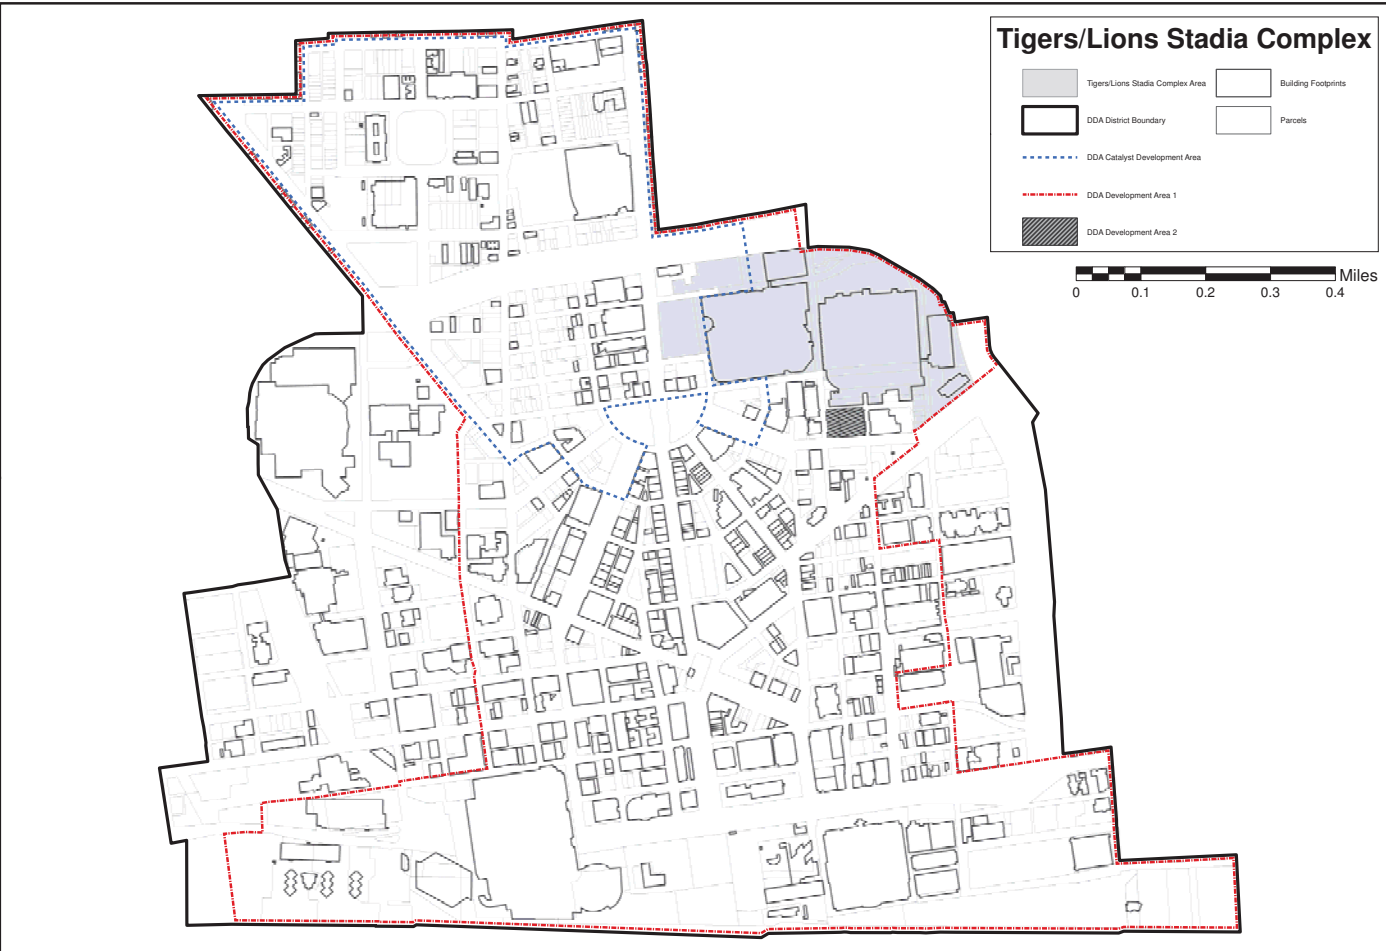 Tigers/Lions Stadia Complex
Tigers/Lions Stadia Complex Area
Building Footprints
DDA District Boundary
Parcels
DDA Catalyst Development Area
DDA Development Area 1
DDA Development Area 2
Miles
0 0.1 0.2 0.3 0.4